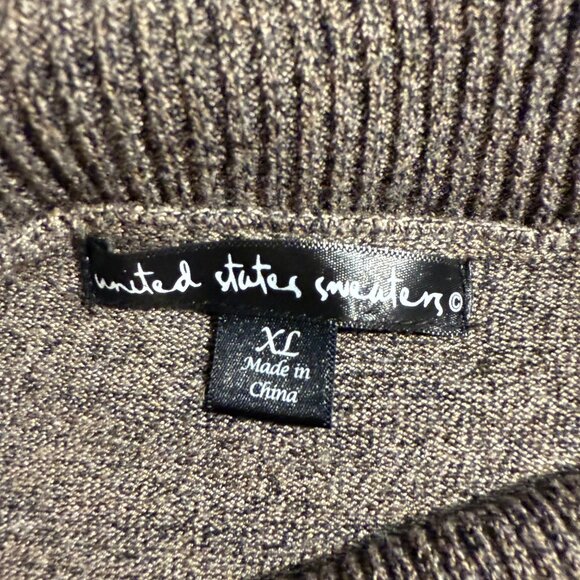 united states sweaters©
XL
Made in
China